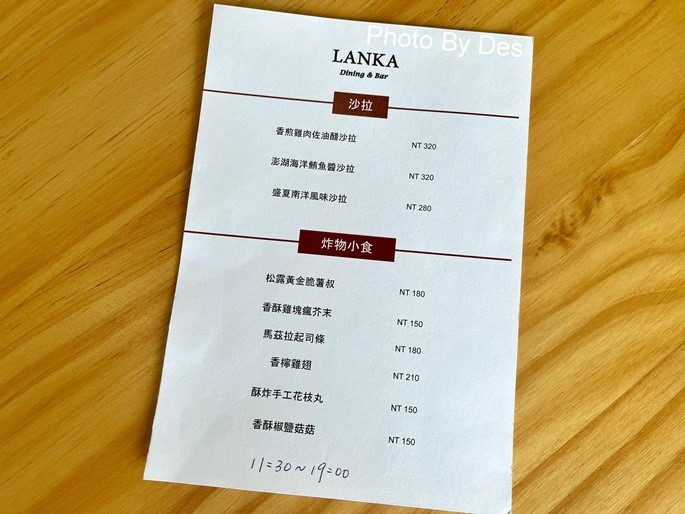 Photo By Des
LANKA
Dining & Bar
沙拉
香煎雞肉佐油醋沙拉 NT 320
澎湖海洋鮪魚醬沙拉 NT 320
盛夏南洋風味沙拉 NT 280
炸物小食
松露黃金脆薯叔 NT 180
香酥雞塊瘋芥末 NT 150
馬茲拉起司條 NT 180
香檸雞翅 NT 210
酥炸手工花枝丸 NT 150
香酥椒鹽菇菇 NT 150
11=30~19=00